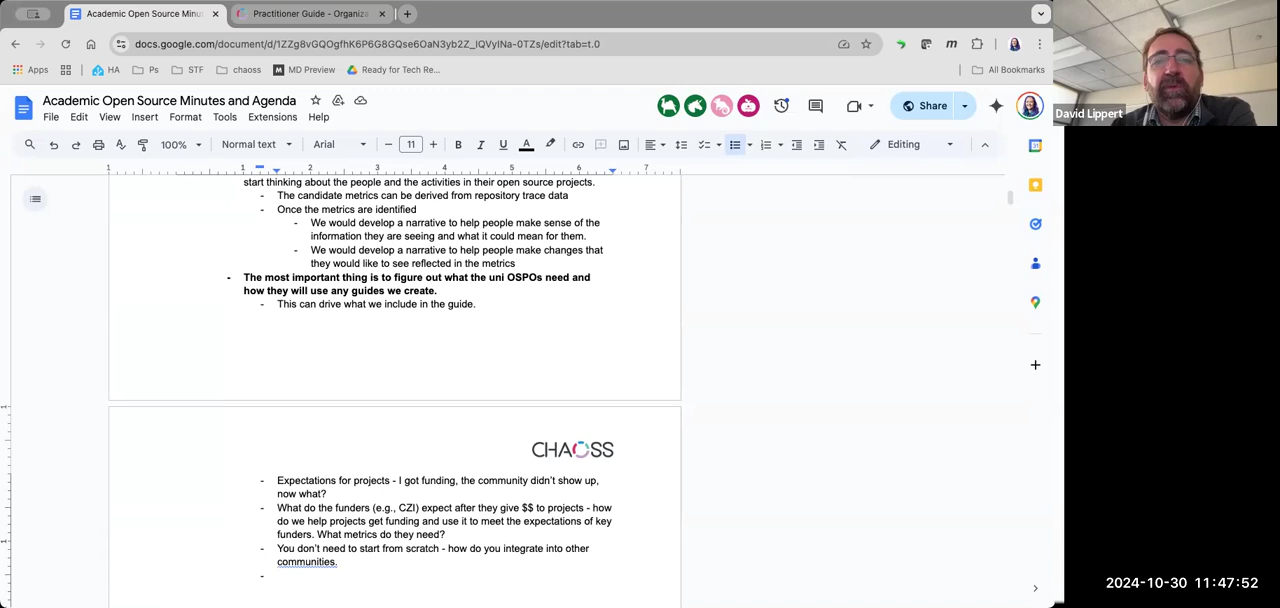 Academic Open Source Minut
Practitioner Guide - Organiza
docs.google.com/document/d/1ZZg8vGQOgfhK6P6G8GQse6OaN3yb2Z_lQVyINa-0TZs/edit?tab=t.0
Apps
HA
Ps
STF
chaoss
MD Preview
Ready for Tech Re...
All Bookmarks
Academic Open Source Minutes and Agenda
File Edit View Insert Format Tools Extensions Help
Share
100%
Normal text
Arial
11
Editing
1 1 2 3 4 5 6 7
start thinking about the people and the activities in their open source projects.
- The candidate metrics can be derived from repository trace data
- Once the metrics are identified
- We would develop a narrative to help people make sense of the
information they are seeing and what it could mean for them.
- We would develop a narrative to help people make changes that
they would like to see reflected in the metrics
- The most important thing is to figure out what the uni OSPOs need and
how they will use any guides we create.
- This can drive what we include in the guide.
CHAOSS
- Expectations for projects - I got funding, the community didn't show up,
now what?
- What do the funders (e.g., CZI) expect after they give $$ to projects - how
do we help projects get funding and use it to meet the expectations of key
funders. What metrics do they need?
- You don't need to start from scratch - how do you integrate into other
communities.
-
David Lippert
2024-10-30 11:47:52